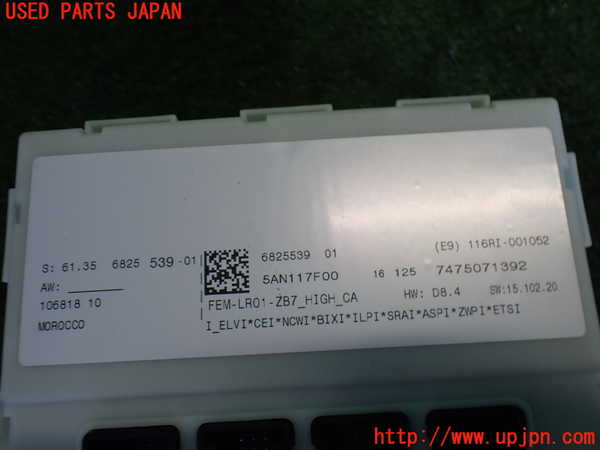 USED PARTS JAPAN
S: 61.35 6825 539-01
AW:
106818 10
MOROCCO
6825539 01
5AN117F00
FEM-LR01-ZB7_HIGH_CA
I_ELVI*CEI*NCWI*BIXI*ILPI*SRAI*ASPI*ZWPI*ETSI
(E9) 116RI-001052
16 125 7475071392
HW: D8.4 SW:15.102.20
http://www.upjpn.com/